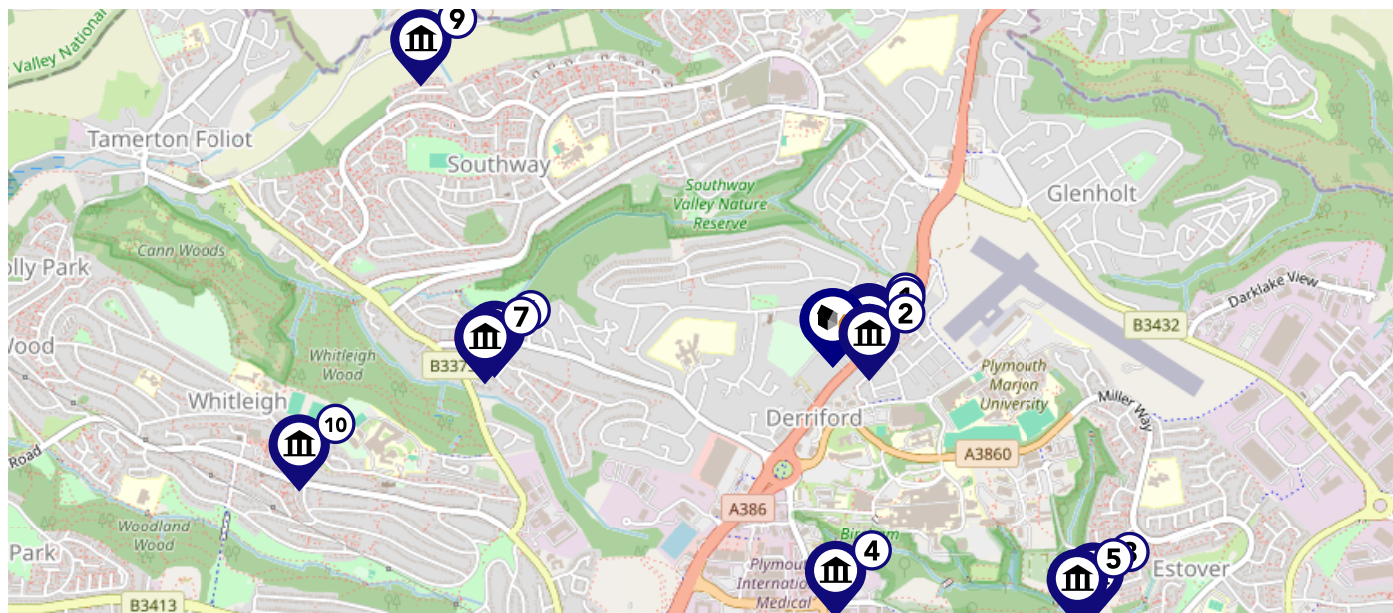 9
Valley National
Tamerton Foliot
Southway
Southway
Valley Nature
Reserve
Glenholt
Cann Woods
olly Park
Darklake View
1
2
7
B3432
Wood
Whitleigh
Wood
B3373
Plymouth
Marjon
University
Whitleigh
10
Miller Way
Derriford
Road
A3860
A386
Woodland
Wood
Park
4
5
3
Plymouth
International
Medical
Estover
B3413